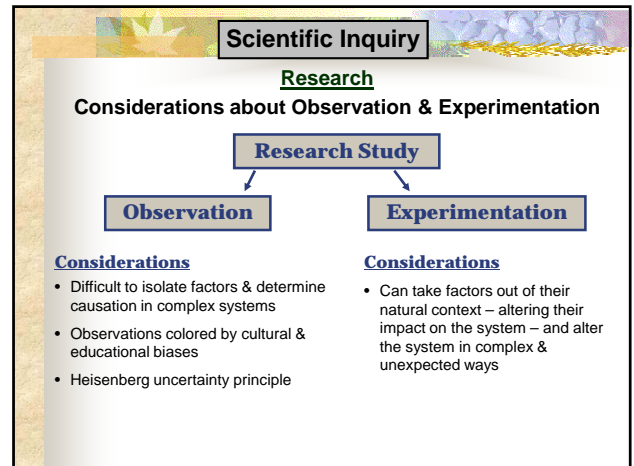 Scientific Inquiry
Research
Considerations about Observation & Experimentation
Research Study
Observation
Experimentation
Considerations
• Difficult to isolate factors & determine
causation in complex systems
• Observations colored by cultural &
educational biases
• Heisenberg uncertainty principle
Considerations
• Can take factors out of their
natural context – altering their
impact on the system – and alter
the system in complex &
unexpected ways